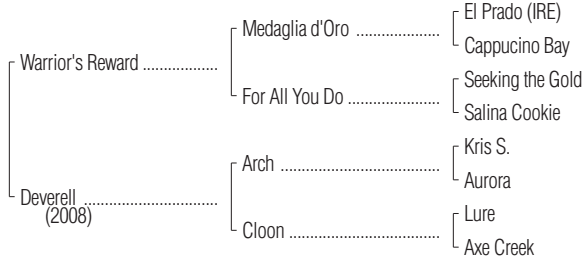 El Prado (IRE)
Medaglia d'Oro ....................
Cappucino Bay
Warrior's Reward ..................
Seeking the Gold
For All You Do ......................
Salina Cookie
Kris S.
Arch ......................................
Aurora
Deverell ................................
(2008)
Lure
Cloon ....................................
Axe Creek